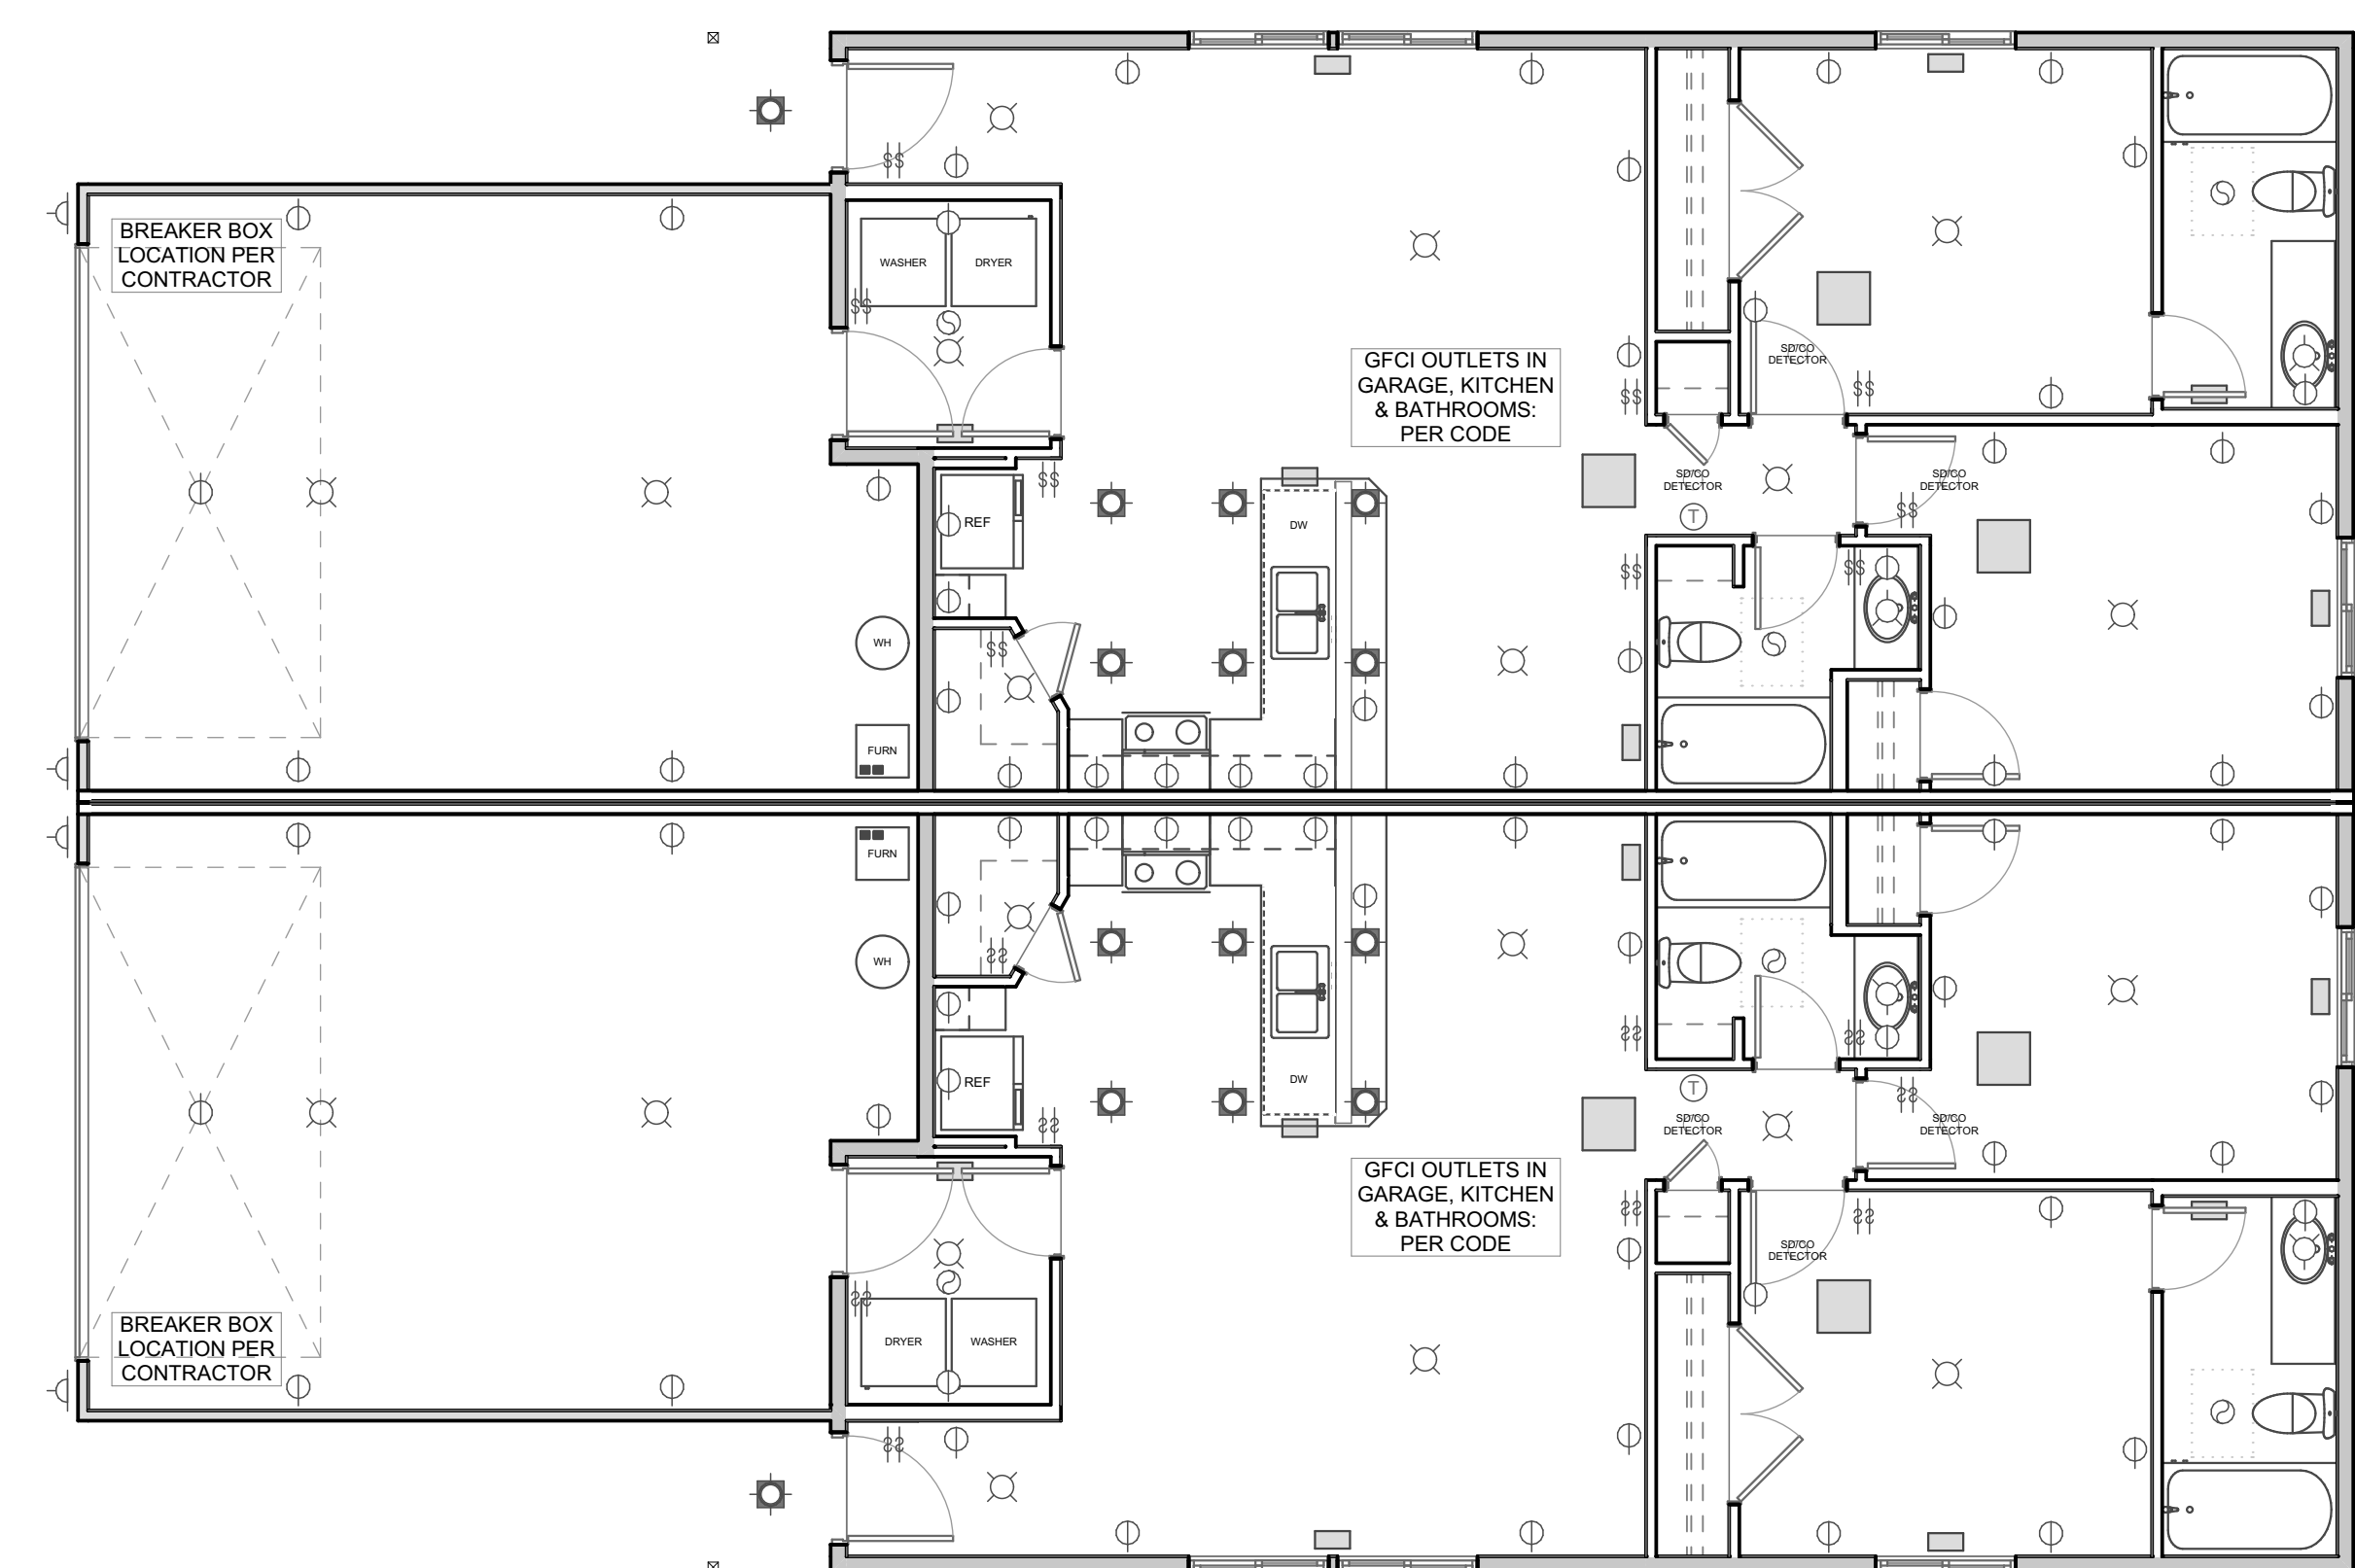 BREAKER BOX
LOCATION PER
CONTRACTOR
WASHER
DRYER
GFCI OUTLETS IN
GARAGE, KITCHEN
& BATHROOMS:
PER CODE
SD/CO
DETECTOR
SD/CO
DETECTOR
SD/CO
DETECTOR
T
REF
DW
WH
FURN
FURN
WH
REF
DW
T
SD/CO
DETECTOR
SD/CO
DETECTOR
GFCI OUTLETS IN
GARAGE, KITCHEN
& BATHROOMS:
PER CODE
SD/CO
DETECTOR
BREAKER BOX
LOCATION PER
CONTRACTOR
DRYER
WASHER